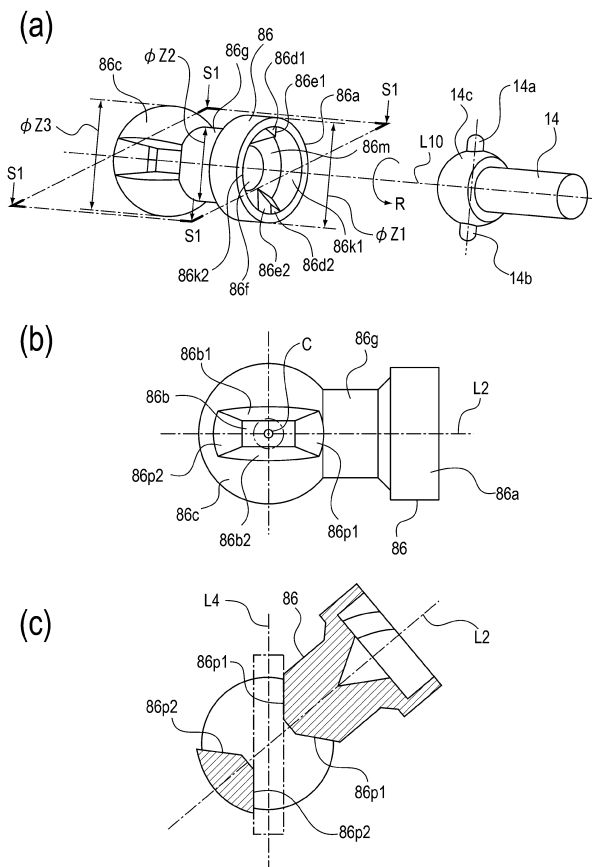 (a)
86c
φZ2
86g
86
86d1
S1
86e1
S1
86a
14a
14c
φZ3
86m
L10
14
S1
R
S1
86k1
φZ1
86k2
86e2
86d2
14b
86f
(b)
86g
86b1
C
86b
L2
86p2
86a
86c
86p1
86b2
86
(c)
L4
86
L2
86p1
86p2
86p1
86p2